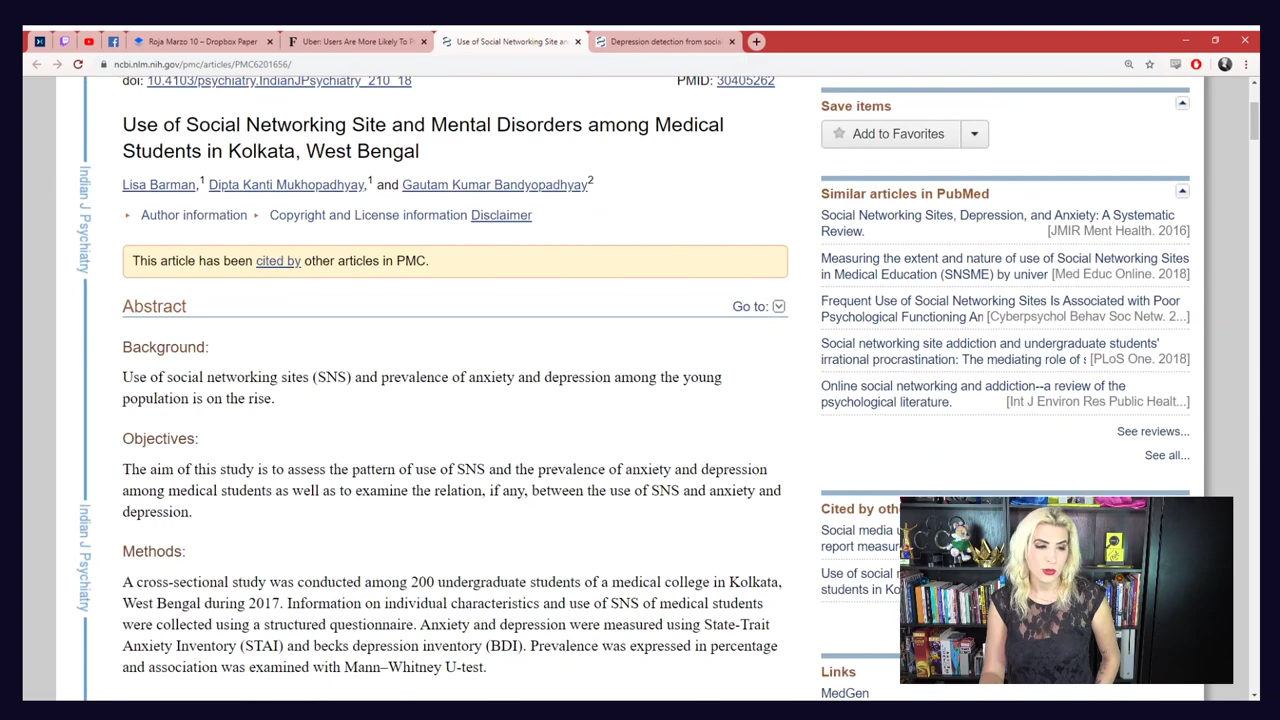 Roja Marzo 10 – Dropbox Paper
Uber: Users Are More Likely To P
Use of Social Networking Site an
Depression detection from socia
ncbi.nlm.nih.gov/pmc/articles/PMC6201656/
doi: 10.4103/psychiatry.IndianJPsychiatry_210_18
PMID: 30405262
Use of Social Networking Site and Mental Disorders among Medical
Students in Kolkata, West Bengal
Lisa Barman,1 Dipta Kanti Mukhopadhyay,1 and Gautam Kumar Bandyopadhyay2
Author information Copyright and License information Disclaimer
This article has been cited by other articles in PMC.
Abstract
Go to:
Background:
Use of social networking sites (SNS) and prevalence of anxiety and depression among the young
population is on the rise.
Objectives:
The aim of this study is to assess the pattern of use of SNS and the prevalence of anxiety and depression
among medical students as well as to examine the relation, if any, between the use of SNS and anxiety and
depression.
Methods:
A cross-sectional study was conducted among 200 undergraduate students of a medical college in Kolkata,
West Bengal during 2017. Information on individual characteristics and use of SNS of medical students
were collected using a structured questionnaire. Anxiety and depression were measured using State-Trait
Anxiety Inventory (STAI) and becks depression inventory (BDI). Prevalence was expressed in percentage
and association was examined with Mann–Whitney U-test.
Indian J Psychiatry
Indian J Psychiatry
Save items
Add to Favorites
Similar articles in PubMed
Social Networking Sites, Depression, and Anxiety: A Systematic
Review. [JMIR Ment Health. 2016]
Measuring the extent and nature of use of Social Networking Sites
in Medical Education (SNSME) by univer [Med Educ Online. 2018]
Frequent Use of Social Networking Sites Is Associated with Poor
Psychological Functioning Ar [Cyberpsychol Behav Soc Netw. 2...]
Social networking site addiction and undergraduate students'
irrational procrastination: The mediating role of s [PLoS One. 2018]
Online social networking and addiction--a review of the
psychological literature. [Int J Environ Res Public Healt...]
See reviews...
See all...
Cited by oth
Social media u
report measur
Use of social n
students in Ko
Links
MedGen